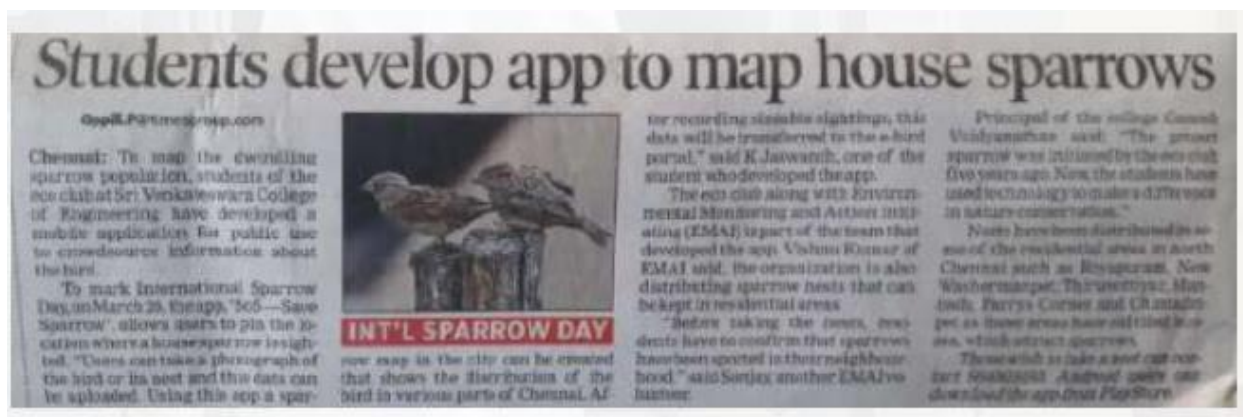 Students develop app to map house sparrows
Oppili.P@timesgroup.com
Chennai: To map the dwindling
sparrow population, students of the
eco club at Sri Venkateswara College
of Engineering have developed a
mobile application for public use
to crowdsource information about
the bird.
To mark International Sparrow
Day, on March 20, the app, Save
Sparrow', allows users to pin the lo-
cation where a house sparrow is sigh-
ted. "Users can take a photograph of
the bird or its nest and this data can
be uploaded. Using this app a spar-
INT'L SPARROW DAY
row map in the city can be created
that shows the distribution of the
bird in various parts of Chennai. Af-
ter recording sizeable sightings, this
data will be transferred to the e-bird
portal," said K Jaswanth, one of the
student who developed the app.
The eco club along with Environ-
mental Monitoring and Action Initi-
ating (EMAI) is part of the team that
developed the app. Vishnu Kumar of
EMAI said, the organization is also
distributing sparrow nests that can
be kept in residential areas.
"Before taking the nests, resi-
dents have to confirm that sparrows
have been spotted in their neighbour-
hood," said Sanjay, another EMAI vo-
lunteer.
Principal of the college Ganesh
Vaidyanathan said: "The project
sparrow was initiated by the eco club
five years ago. Now, the students have
used technology to make a difference
in nature conservation."
Nests have been distributed in so-
me of the residential areas in north
Chennai such as Royapuram, New
Washermanpet, Thiruvottiyur, Man-
nadi, Parrys Corner and
as these areas have old tiled hou-
ses, which attract sparrows.
Those wish to take a nest can con-
tact Android users can
download the app from PlayStore.